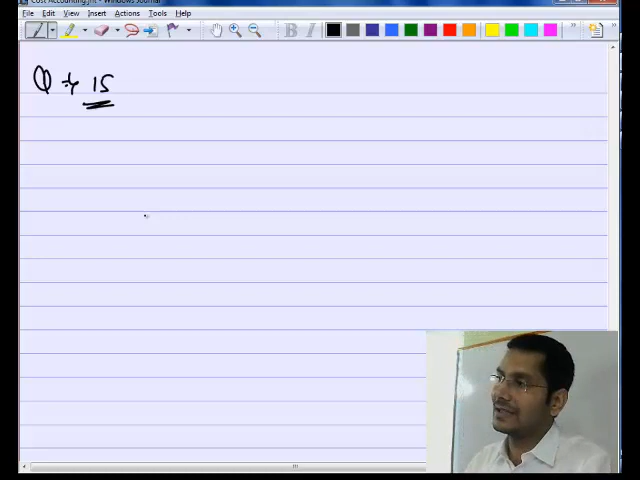 Cost Accounting.jnt - Windows Journal
File Edit View Insert Actions Tools Help
B I
15